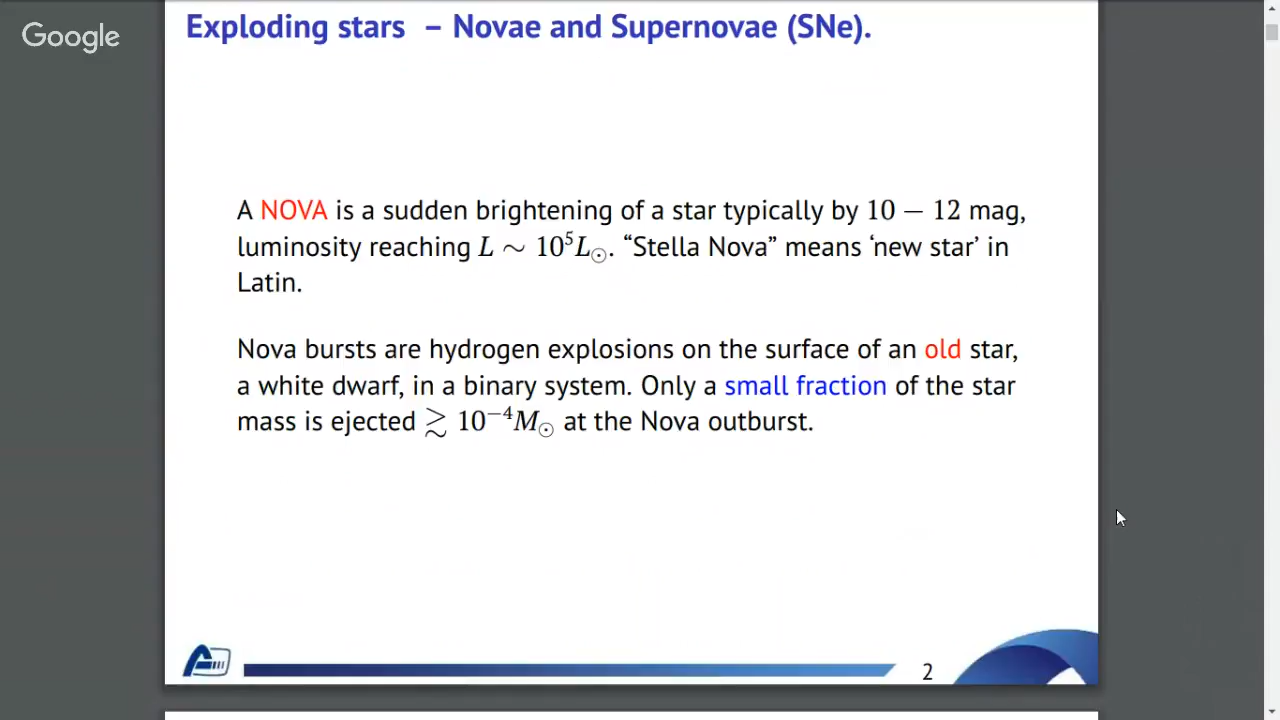 Google
Exploding stars – Novae and Supernovae (SNe).
A NOVA is a sudden brightening of a star typically by 10 − 12 mag,
luminosity reaching L ∼ 10⁵L☉. “Stella Nova” means ‘new star’ in
Latin.
Nova bursts are hydrogen explosions on the surface of an old star,
a white dwarf, in a binary system. Only a small fraction of the star
mass is ejected ≳ 10⁻⁴M☉ at the Nova outburst.
2